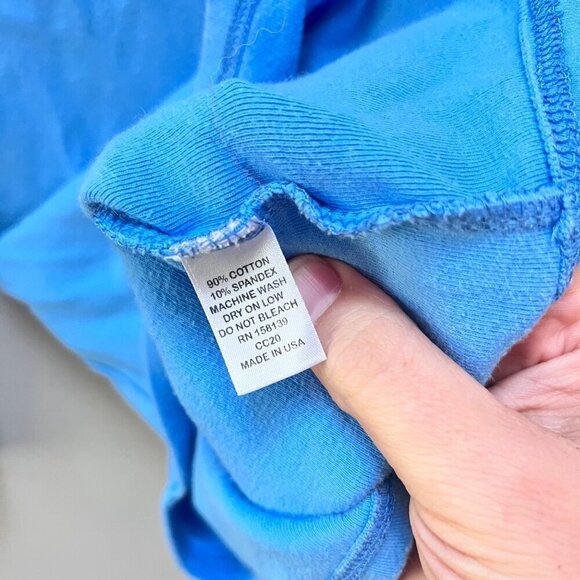 90% COTTON
10% SPANDEX
MACHINE WASH
DRY ON LOW
DO NOT BLEACH
RN 158139
CC20
MADE IN USA